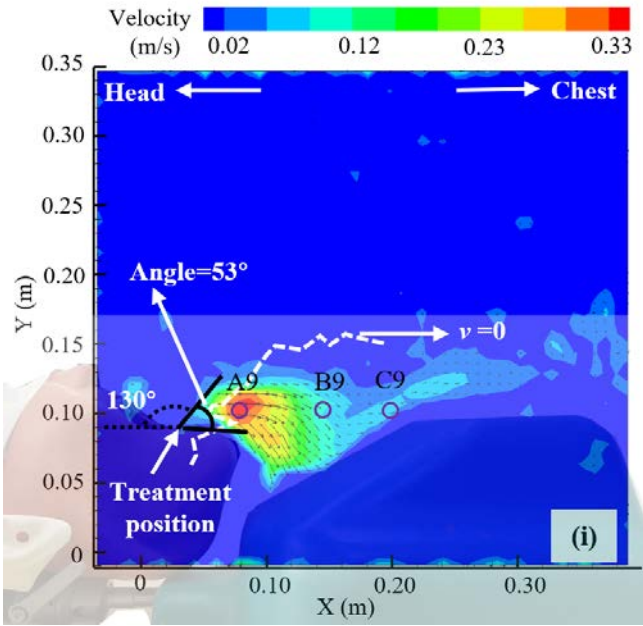 Velocity
(m/s)
0.02
0.12
0.23
0.33
0.35
Head
Chest
0.30
0.25
0.20
Angle=53°
Y (m)
0.15
v =0
A9
B9
C9
130°
0.10
0.05
Treatment
position
(i)
0
0
0.10
0.20
0.30
X (m)